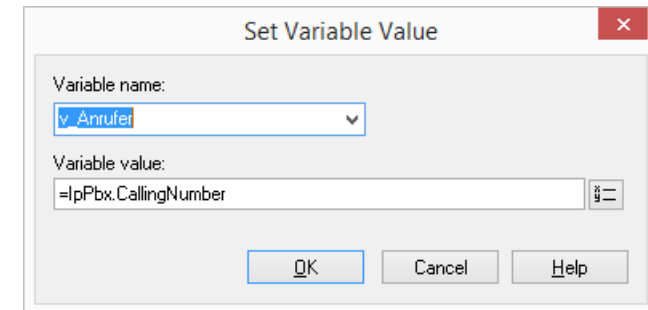 Set Variable Value
Variable name:
v_Anrufer
Variable value:
=IpPbx.CallingNumber
OK Cancel Help